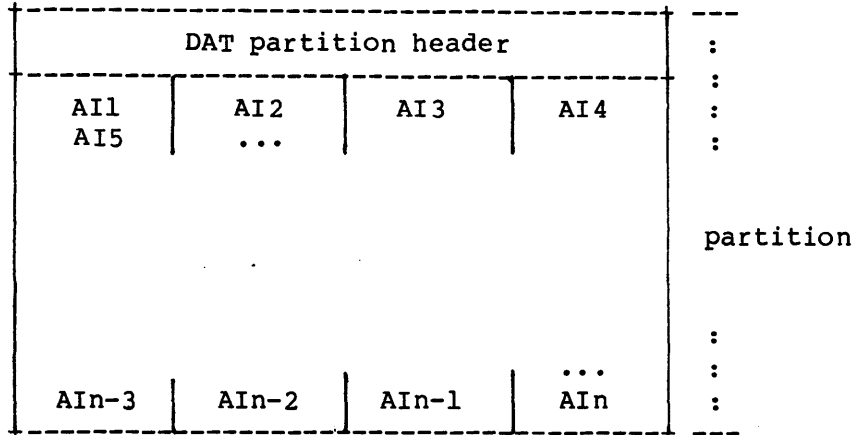 DAT partition header
AI1 AI2 AI3 AI4
AI5 ...
partition
...
AIn-3 AIn-2 AIn-1 AIn